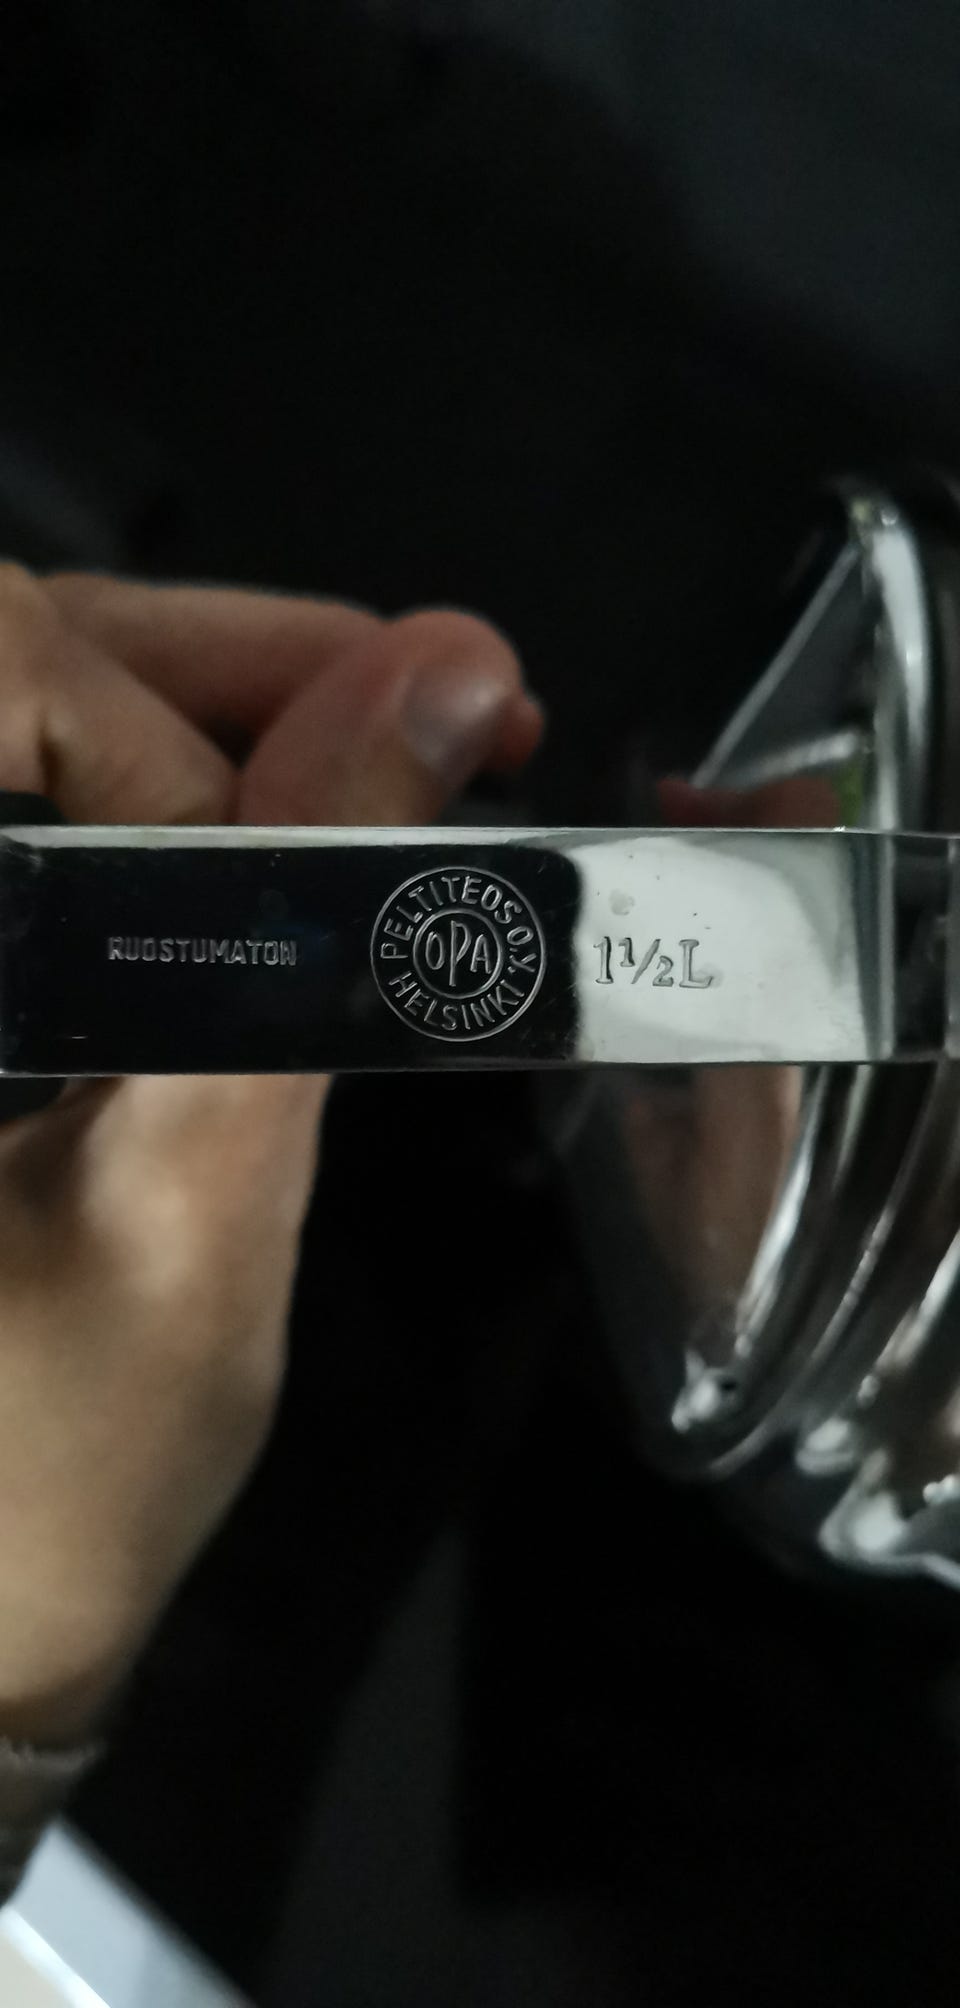 RUOSTUMATON
PELTITEOS O.Y.
OPA
HELSINKI
1½L